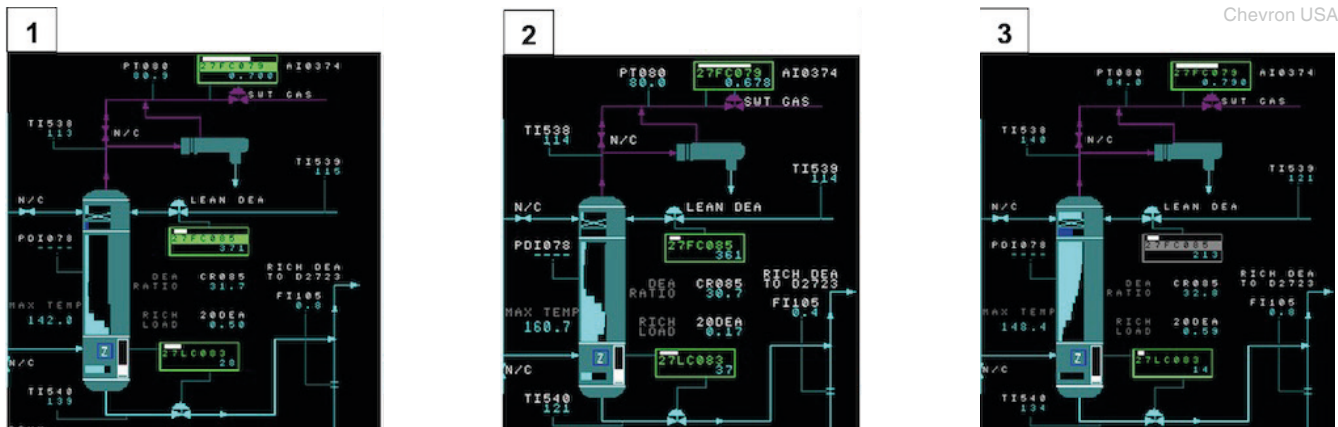 Chevron USA
1
PT080
80.9
27FC079
0.700
AI0374
SWT GAS
TI538
113
N/C
TI539
115
N/C
LEAN DEA
27FC085
371
PDI078
----
DEA
RATIO
CR085
31.7
RICH DEA
TO D2723
FI105
0.8
MAX TEMP
142.0
RICH
LOAD
20DEA
0.50
Z
27LC083
28
N/C
TI540
139
2
PT080
80.0
27FC079
0.678
AI0374
SWT GAS
TI538
114
N/C
TI539
114
N/C
LEAN DEA
27FC085
361
PDI078
----
DEA
RATIO
CR085
30.7
RICH DEA
TO D2723
FI105
0.4
MAX TEMP
160.7
RICH
LOAD
20DEA
0.17
Z
27LC083
37
N/C
TI540
121
3
PT080
84.0
27FC079
0.790
AI0374
SWT GAS
TI538
140
N/C
TI539
121
N/C
LEAN DEA
27FC085
213
PDI078
----
DEA
RATIO
CR085
32.8
RICH DEA
TO D2723
FI105
0.8
MAX TEMP
148.4
RICH
LOAD
20DEA
0.59
Z
27LC083
14
N/C
TI540
134